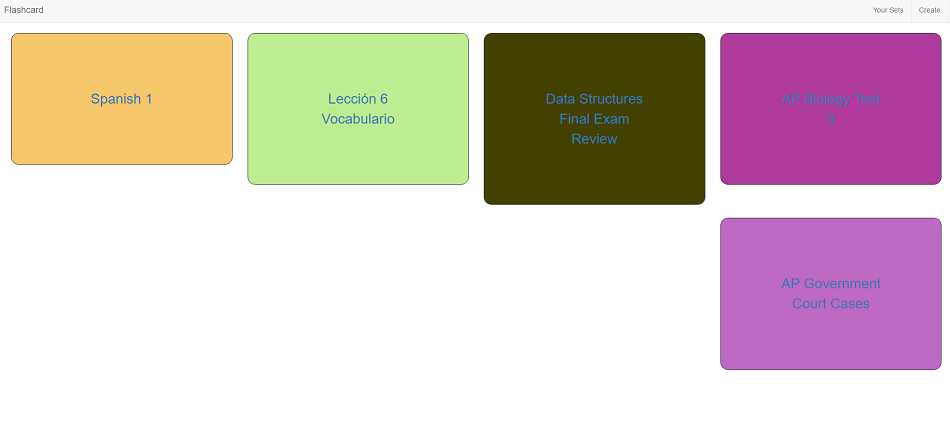 Flashcard
Your Sets
Create
Spanish 1
Lección 6
Vocabulario
Data Structures
Final Exam
Review
AP Biology Test
3
AP Government
Court Cases